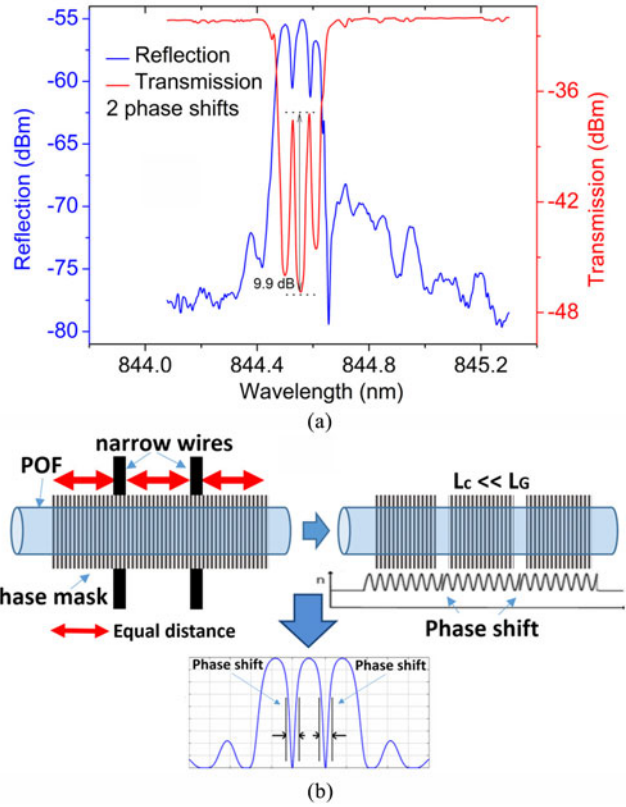 -55
-60
-65
-70
-75
-80
Reflection (dBm)
Reflection
Transmission
2 phase shifts
9.9 dB
-36
-42
-48
Transmission (dBm)
844.0
844.4
844.8
845.2
Wavelength (nm)
(a)
narrow wires
POF
Lc << LG
hase mask
n
Phase shift
Equal distance
Phase shift
Phase shift
(b)